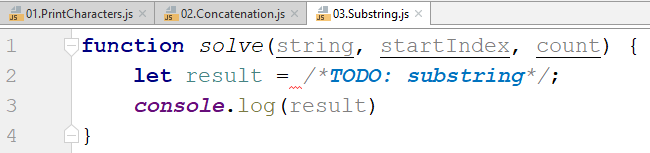 01.PrintCharacters.js × 02.Concatenation.js × 03.Substring.js ×
1 function solve(string, startIndex, count) {
2 let result = /*TODO: substring*/;
3 console.log(result)
4 }